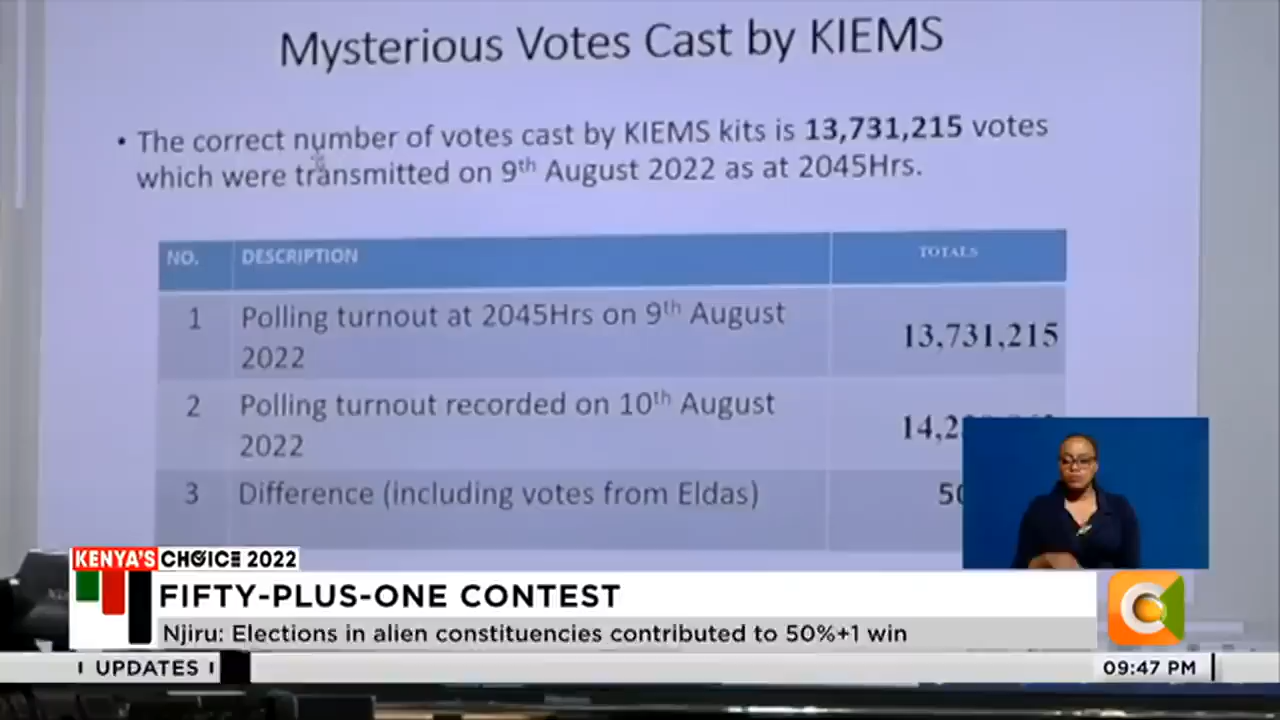 Mysterious Votes Cast by KIEMS
• The correct number of votes cast by KIEMS kits is 13,731,215 votes
which were transmitted on 9th August 2022 as at 2045Hrs.
NO. DESCRIPTION TOTALS
1 Polling turnout at 2045Hrs on 9th August
2022
13,731,215
2 Polling turnout recorded on 10th August
2022
3 Difference (including votes from Eldas)
KENYA'S CHOICE 2022
FIFTY-PLUS-ONE CONTEST
Njiru: Elections in alien constituencies contributed to 50%+1 win
UPDATES
09:47 PM